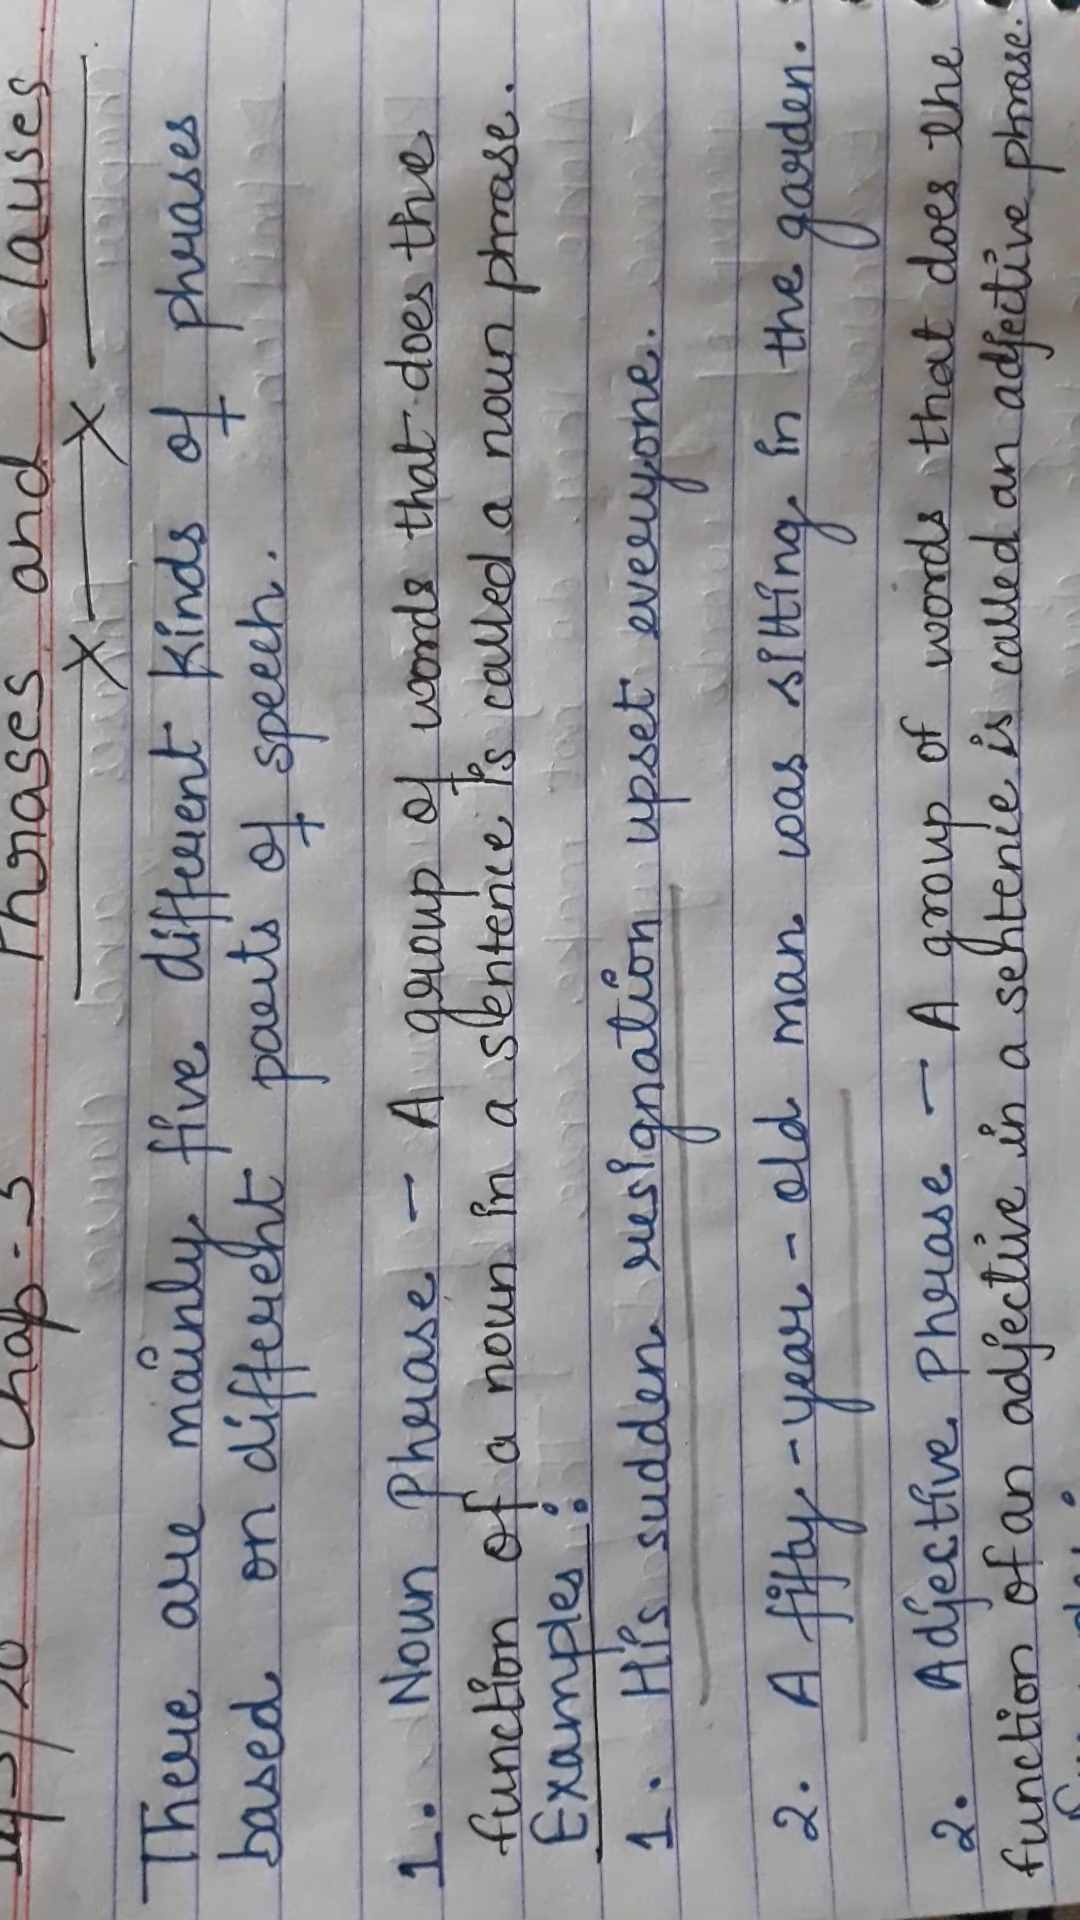 Chap-3 Phrases and Clauses
There are mainly five different kinds of phrases
based on different parts of speech.
1. Noun Phrase - A group of words that does the
function of a noun in a sentence is called a noun phrase.
Examples:
1. His sudden resignation upset everyone.
2. A fifty-year-old man was sitting in the garden.
2. Adjective Phrase - A group of words that does the
function of an adjective in a sentence is called an adjective phrase.